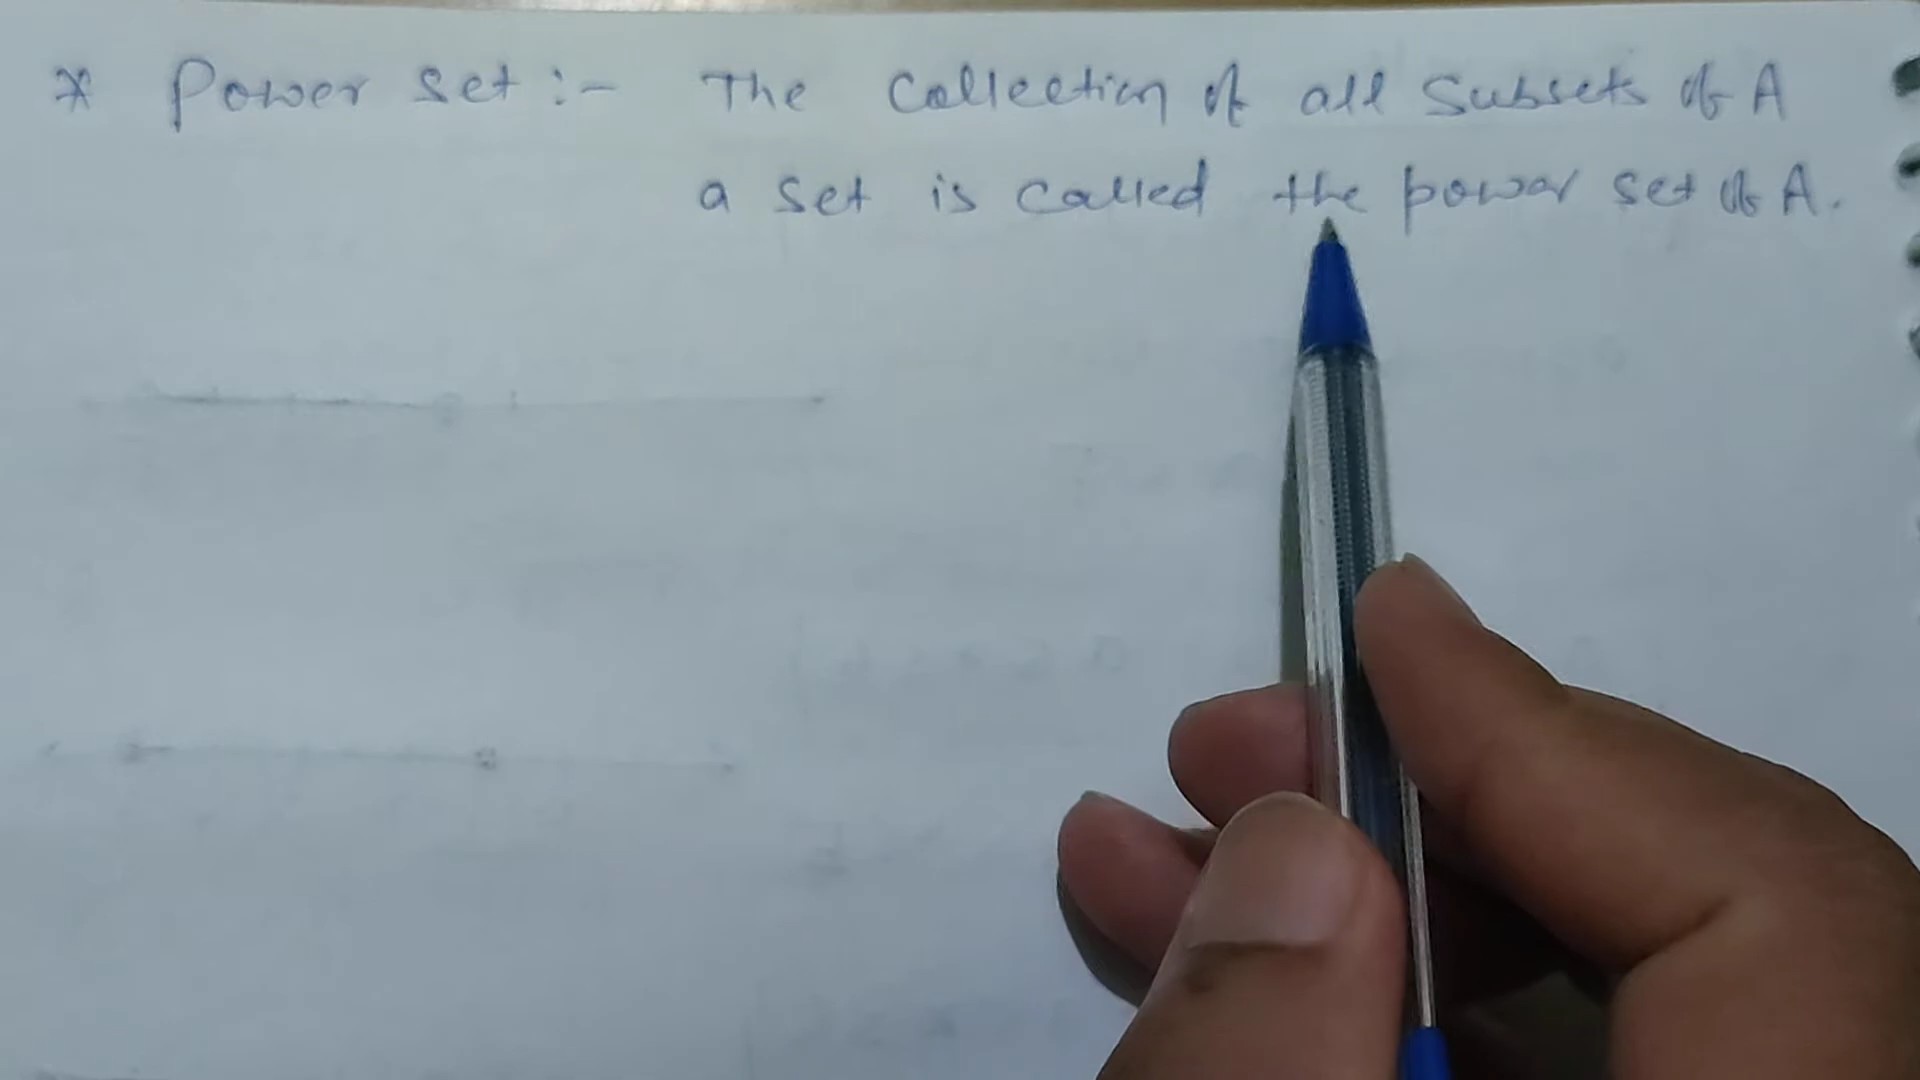 * Power set :- The collection of all subsets of A
a set is called the power set of A.